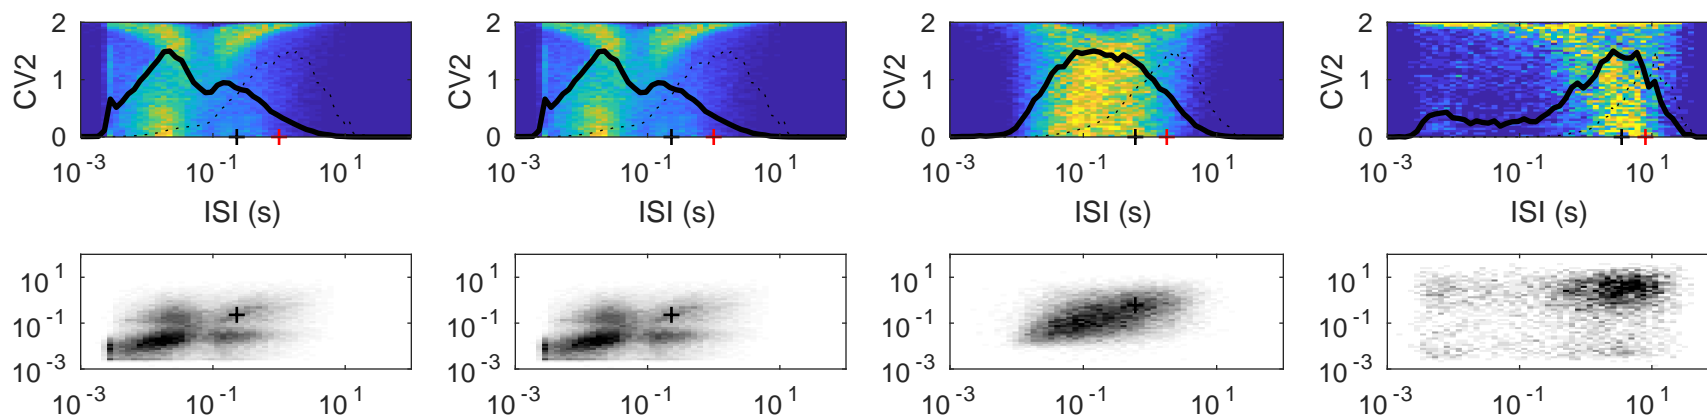 2 2 2 2
CV2 CV2 CV2 CV2
1 1 1 1
0 0 0 0
10^-3 10^-1 10^1 10^-3 10^-1 10^1 10^-3 10^-1 10^1 10^-3 10^-1 10^1
ISI (s) ISI (s) ISI (s) ISI (s)
10^1 10^1 10^1 10^1
10^-1 10^-1 10^-1 10^-1
10^-3 10^-3 10^-3 10^-3
10^-3 10^-1 10^1 10^-3 10^-1 10^1 10^-3 10^-1 10^1 10^-3 10^-1 10^1